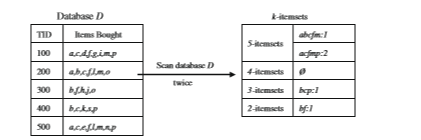 Database D
TID Items Bought
100 a,c,d,f,g,i,m,p
200 a,b,c,f,l,m,o
300 b,f,h,j,o
400 b,c,k,s,p
500 a,c,e,f,l,m,n,p
Scan database D
twice
k-itemsets
5-itemsets abcfm:1
acfmp:2
4-itemsets Ø
3-itemsets bcp:1
2-itemsets bf:1